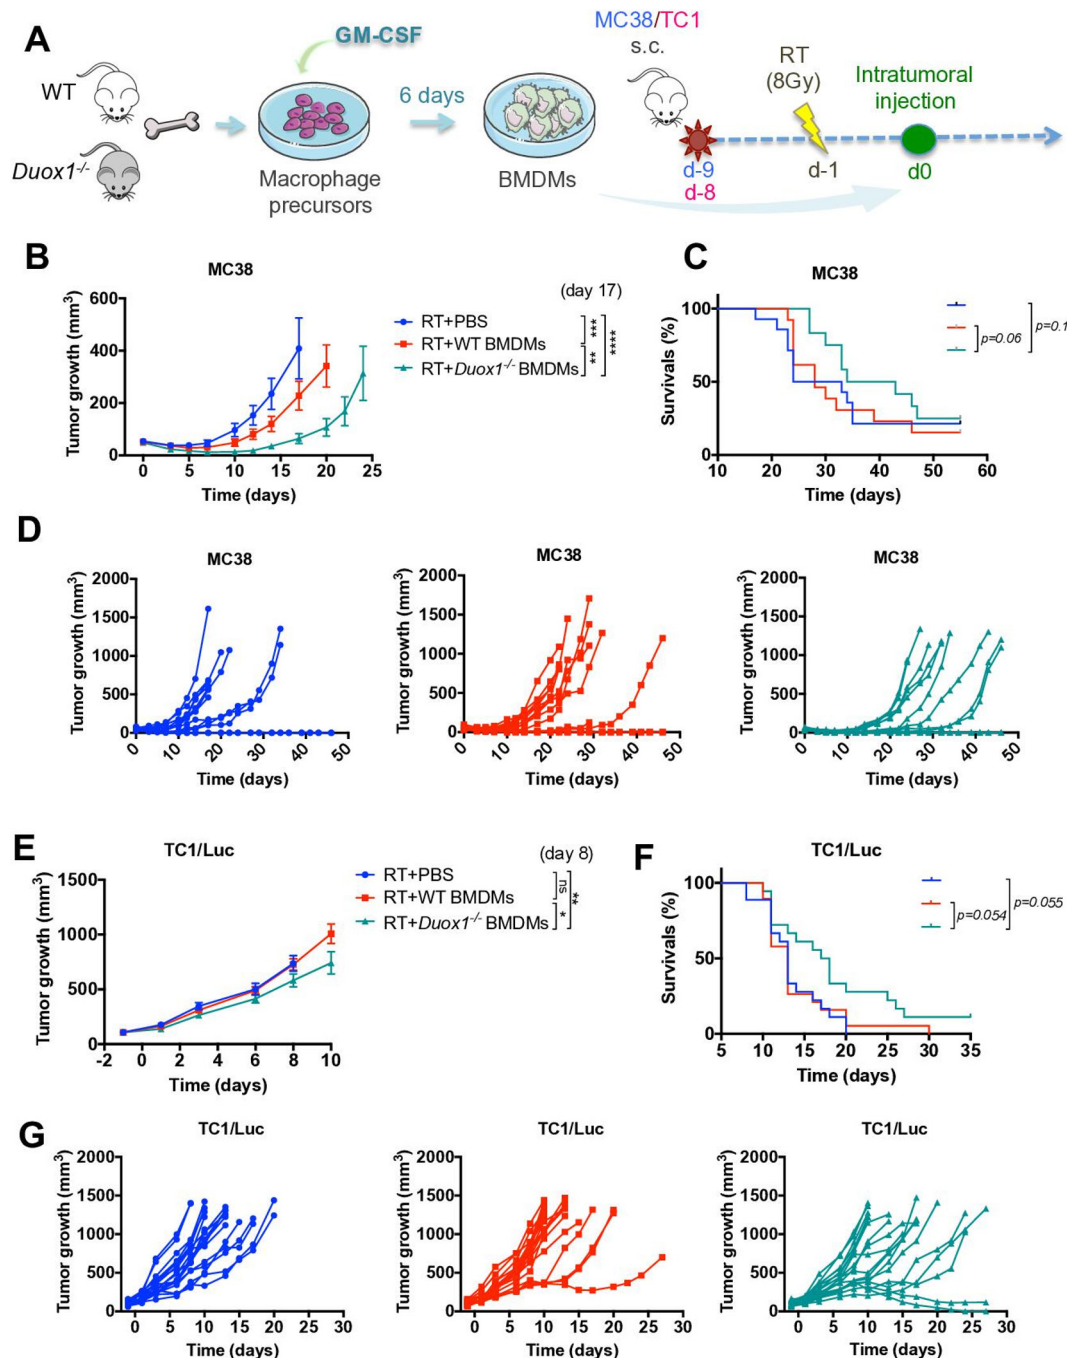 A
GM-CSF
WT
Duox1-/-
6 days
Macrophage
precursors
BMDMs
MC38/TC1
s.c.
RT
(8Gy)
Intratumoral
injection
d-9
d-8
d-1
d0
B
MC38
Tumor growth (mm3)
600
400
200
0
0 5 10 15 20 25
Time (days)
(day 17)
RT+PBS
RT+WT BMDMs
RT+Duox1-/- BMDMs
***
**
****
C
MC38
Survivals (%)
100
50
0
10 20 30 40 50 60
Time (days)
p=0.06
p=0.1
D
MC38
Tumor growth (mm3)
2000
1500
1000
500
0
0 10 20 30 40 50
Time (days)
MC38
Tumor growth (mm3)
2000
1500
1000
500
0
0 10 20 30 40 50
Time (days)
MC38
Tumor growth (mm3)
2000
1500
1000
500
0
0 10 20 30 40 50
Time (days)
E
TC1/Luc
Tumor growth (mm3)
1500
1000
500
0
-2 0 2 4 6 8 10
Time (days)
(day 8)
RT+PBS
RT+WT BMDMs
RT+Duox1-/- BMDMs
ns
*
**
F
TC1/Luc
Survivals (%)
100
50
0
5 10 15 20 30 35
Time (days)
p=0.054
p=0.055
G
TC1/Luc
Tumor growth (mm3)
2000
1500
1000
500
0
0 5 10 15 20 25 30
Time (days)
TC1/Luc
Tumor growth (mm3)
2000
1500
1000
500
0
0 5 10 15 20 25 30
Time (days)
TC1/Luc
Tumor growth (mm3)
2000
1500
1000
500
0
0 5 10 15 20 25 30
Time (days)